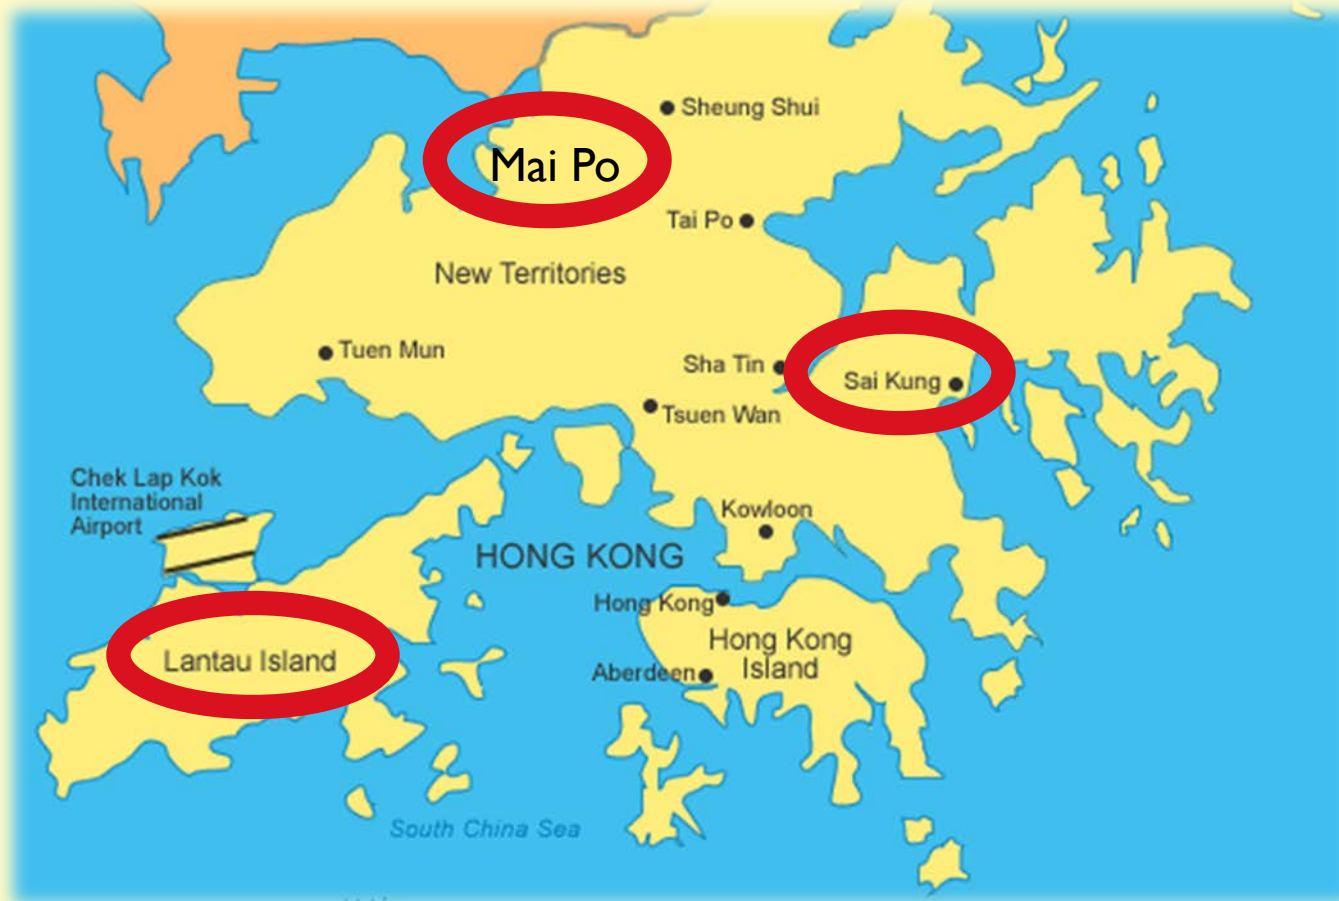 Sheung Shui
Mai Po
Tai Po
New Territories
Tuen Mun
Sha Tin
Sai Kung
Tsuen Wan
Chek Lap Kok
International
Airport
Kowloon
HONG KONG
Hong Kong
Hong Kong
Island
Lantau Island
Aberdeen
South China Sea